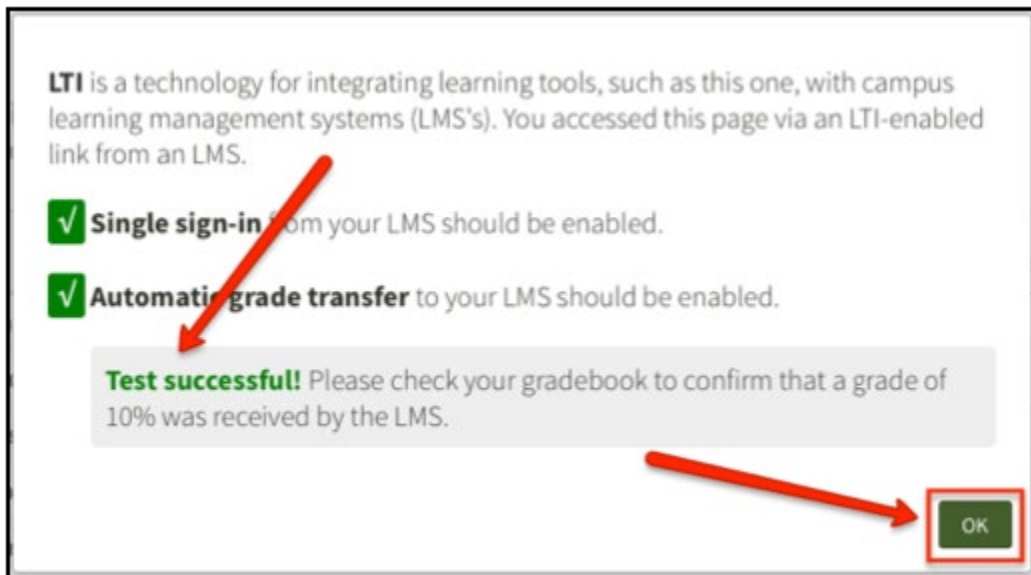 LTI is a technology for integrating learning tools, such as this one, with campus
learning management systems (LMS's). You accessed this page via an LTI-enabled
link from an LMS.
√ Single sign-in from your LMS should be enabled.
√ Automatic grade transfer to your LMS should be enabled.
Test successful! Please check your gradebook to confirm that a grade of
10% was received by the LMS.
OK